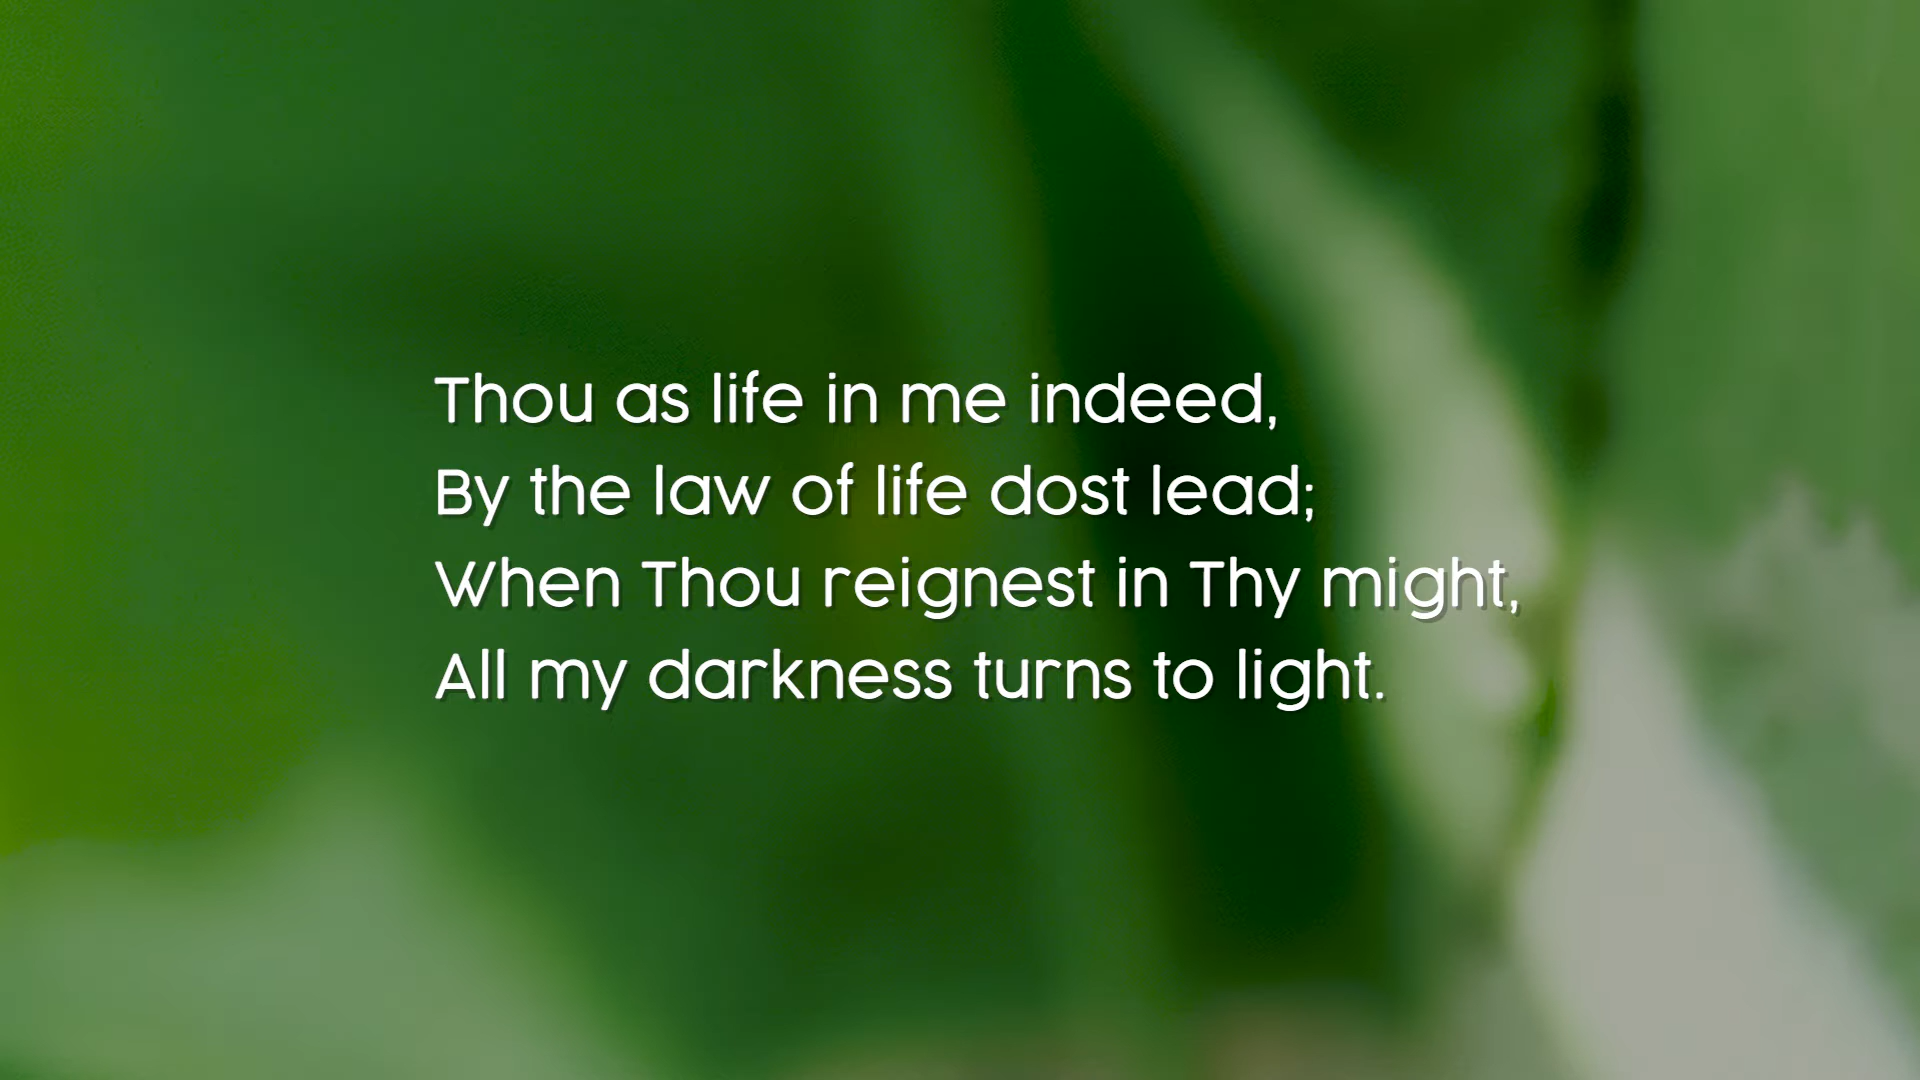 Thou as life in me indeed,
By the law of life dost lead;
When Thou reignest in Thy might,
All my darkness turns to light.